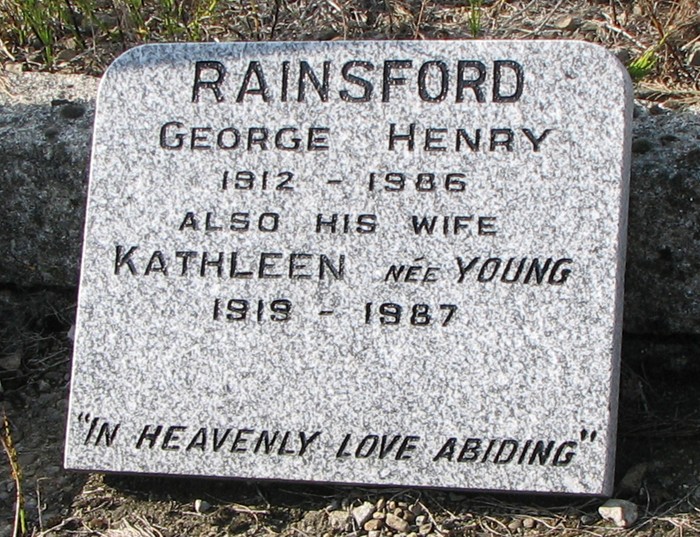 RAINSFORD
GEORGE HENRY
1912 - 1986
ALSO HIS WIFE
KATHLEEN NÉE YOUNG
1919 - 1987
"IN HEAVENLY LOVE ABIDING"